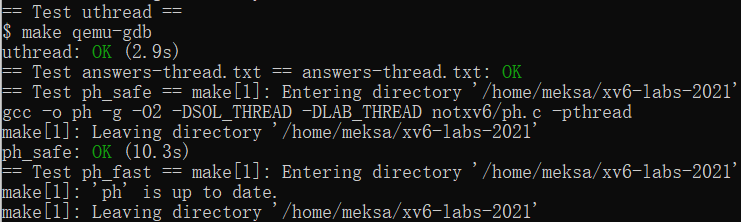 == Test uthread ==
$ make qemu-gdb
uthread: OK (2.9s)
== Test answers-thread.txt == answers-thread.txt: OK
== Test ph_safe == make[1]: Entering directory '/home/meksa/xv6-labs-2021'
gcc -o ph -g -O2 -DSOL_THREAD -DLAB_THREAD notxv6/ph.c -pthread
make[1]: Leaving directory '/home/meksa/xv6-labs-2021'
ph_safe: OK (10.3s)
== Test ph_fast == make[1]: Entering directory '/home/meksa/xv6-labs-2021'
make[1]: 'ph' is up to date.
make[1]: Leaving directory '/home/meksa/xv6-labs-2021'